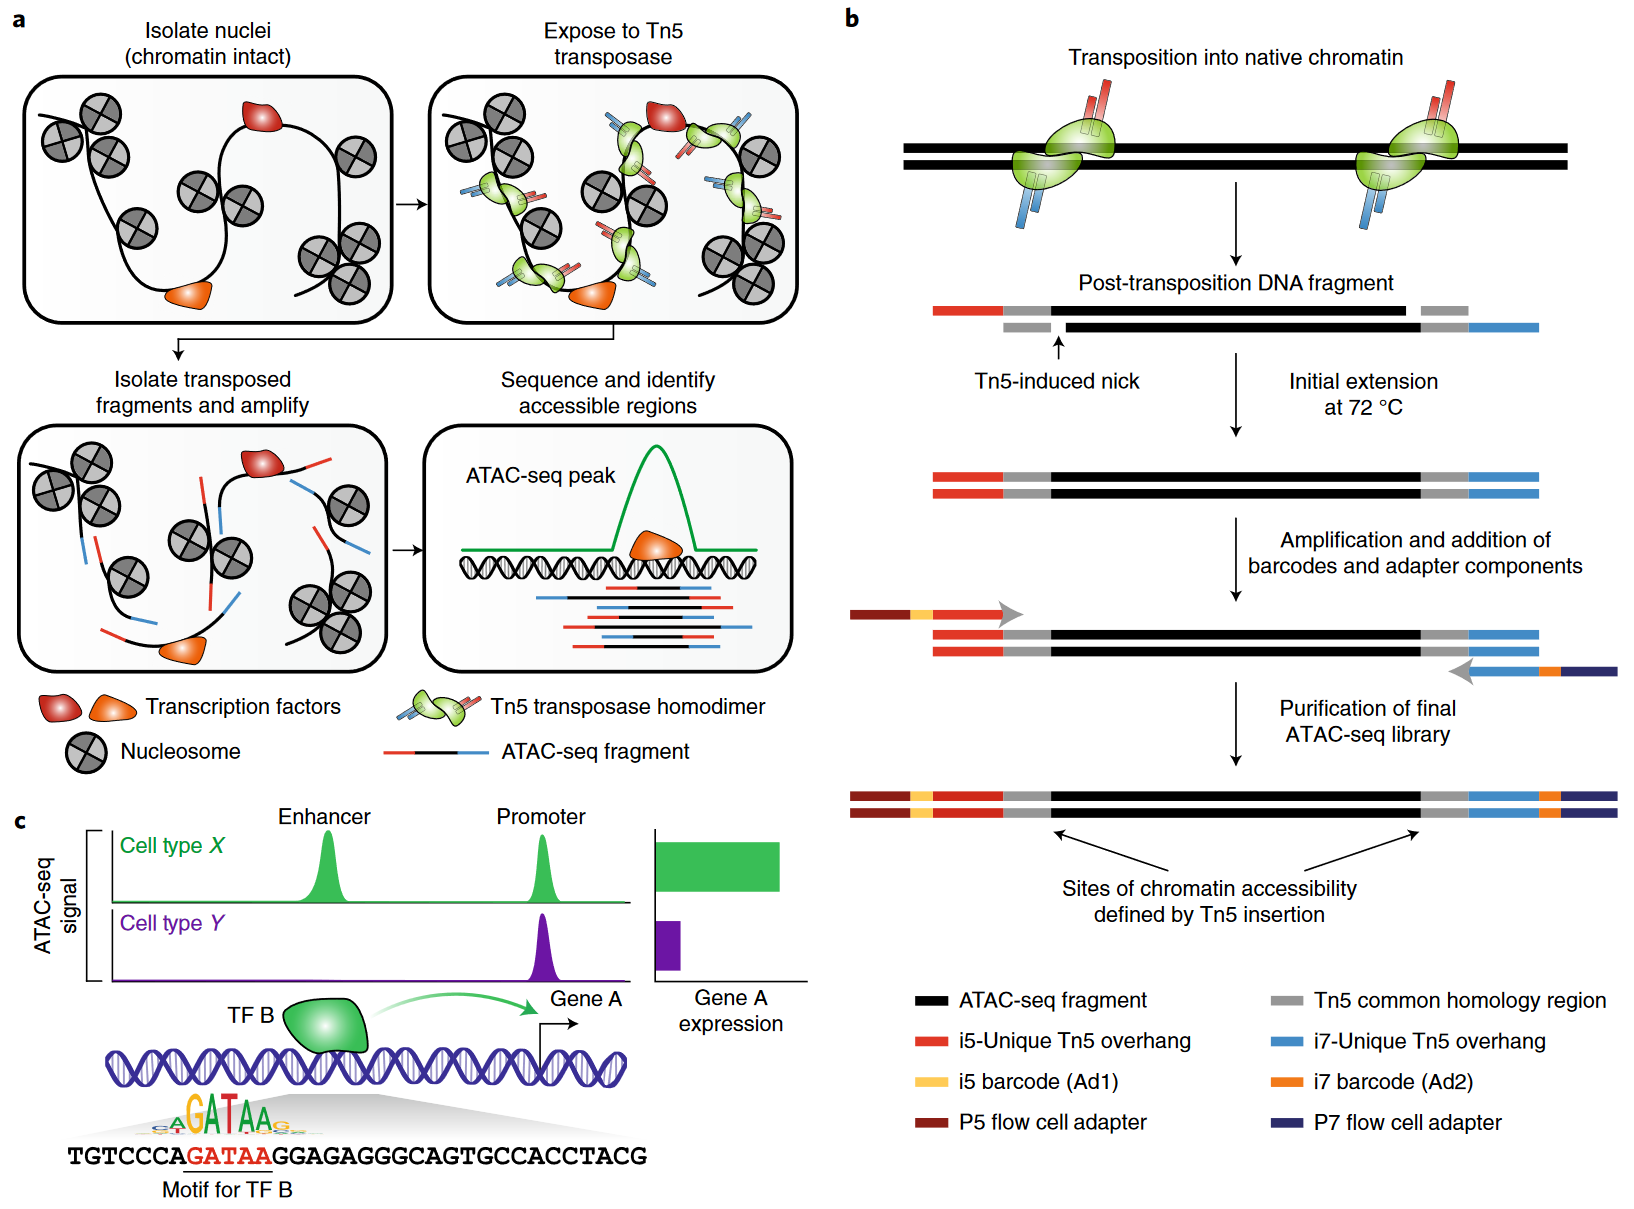 a
Isolate nuclei
(chromatin intact)
Expose to Tn5
transposase
Isolate transposed
fragments and amplify
Sequence and identify
accessible regions
ATAC-seq peak
Transcription factors
Tn5 transposase homodimer
Nucleosome
ATAC-seq fragment
b
Transposition into native chromatin
Post-transposition DNA fragment
Tn5-induced nick
Initial extension
at 72 °C
Amplification and addition of
barcodes and adapter components
Purification of final
ATAC-seq library
Sites of chromatin accessibility
defined by Tn5 insertion
ATAC-seq fragment
Tn5 common homology region
i5-Unique Tn5 overhang
i7-Unique Tn5 overhang
i5 barcode (Ad1)
i7 barcode (Ad2)
P5 flow cell adapter
P7 flow cell adapter
c
Enhancer
Promoter
ATAC-seq
signal
Cell type X
Cell type Y
Gene A
expression
TF B
Gene A
GATAA
TGTCCCAGATAAGGAGAGGGCAGTGCCACCTACG
Motif for TF B